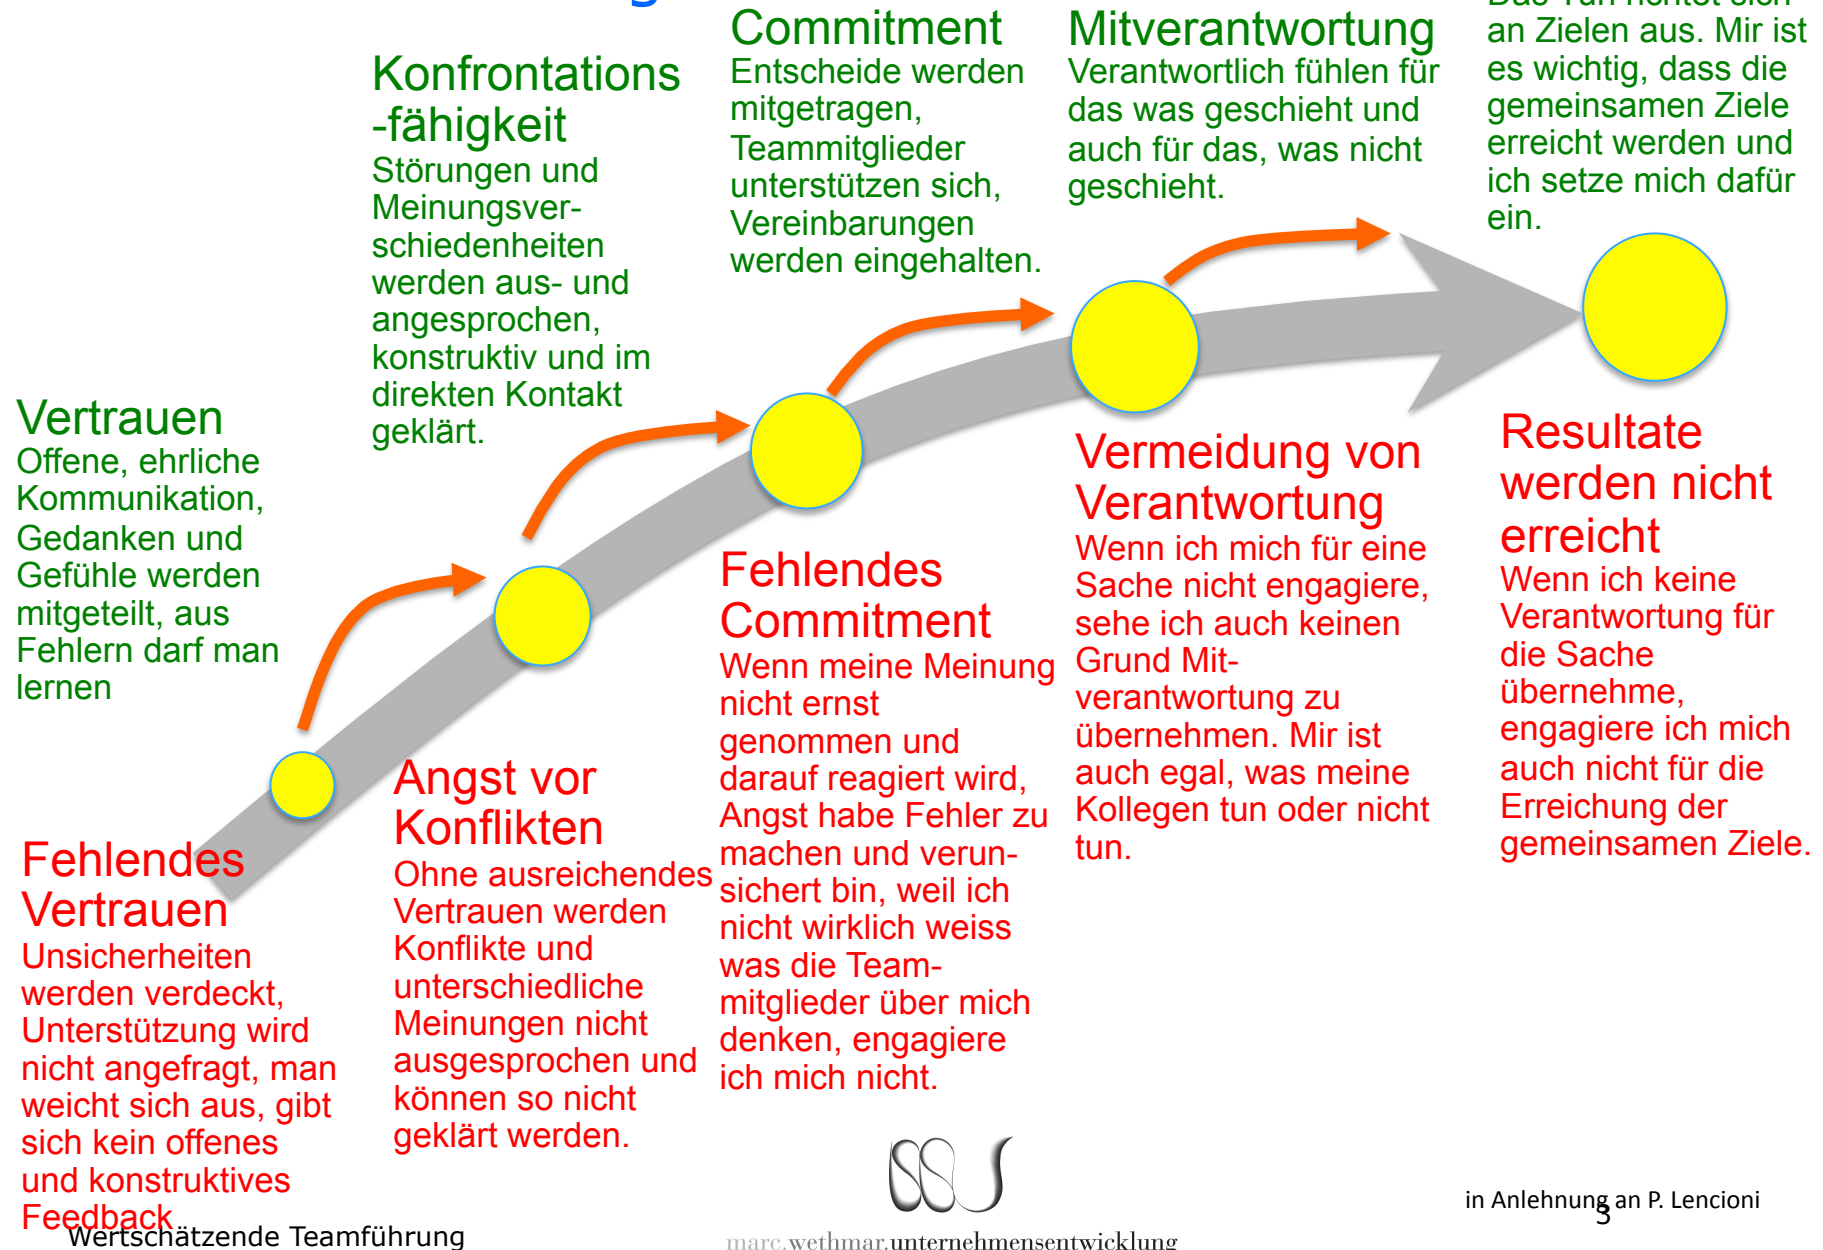 Vertrauen
Offene, ehrliche
Kommunikation,
Gedanken und
Gefühle werden
mitgeteilt, aus
Fehlern darf man
lernen
Konfrontations
-fähigkeit
Störungen und
Meinungsver-
schiedenheiten
werden aus- und
angesprochen,
konstruktiv und im
direkten Kontakt
geklärt.
Commitment
Entscheide werden
mitgetragen,
Teammitglieder
unterstützen sich,
Vereinbarungen
werden eingehalten.
Mitverantwortung
Verantwortlich fühlen für
das was geschieht und
auch für das, was nicht
geschieht.
Das Tun richtet sich
an Zielen aus. Mir ist
es wichtig, dass die
gemeinsamen Ziele
erreicht werden und
ich setze mich dafür
ein.
Fehlendes
Vertrauen
Unsicherheiten
werden verdeckt,
Unterstützung wird
nicht angefragt, man
weicht sich aus, gibt
sich kein offenes
und konstruktives
Feedback
Angst vor
Konflikten
Ohne ausreichendes
Vertrauen werden
Konflikte und
unterschiedliche
Meinungen nicht
ausgesprochen und
können so nicht
geklärt werden.
Fehlendes
Commitment
Wenn meine Meinung
nicht ernst
genommen und
darauf reagiert wird,
Angst habe Fehler zu
machen und verun-
sichert bin, weil ich
nicht wirklich weiss
was die Team-
mitglieder über mich
denken, engagiere
ich mich nicht.
Vermeidung von
Verantwortung
Wenn ich mich für eine
Sache nicht engagiere,
sehe ich auch keinen
Grund Mit-
verantwortung zu
übernehmen. Mir ist
auch egal, was meine
Kollegen tun oder nicht
tun.
Resultate
werden nicht
erreicht
Wenn ich keine
Verantwortung für
die Sache
übernehme,
engagiere ich mich
auch nicht für die
Erreichung der
gemeinsamen Ziele.
in Anlehnung an P. Lencioni
3
Wertschätzende Teamführung
marc.wethmar.unternehmensentwicklung